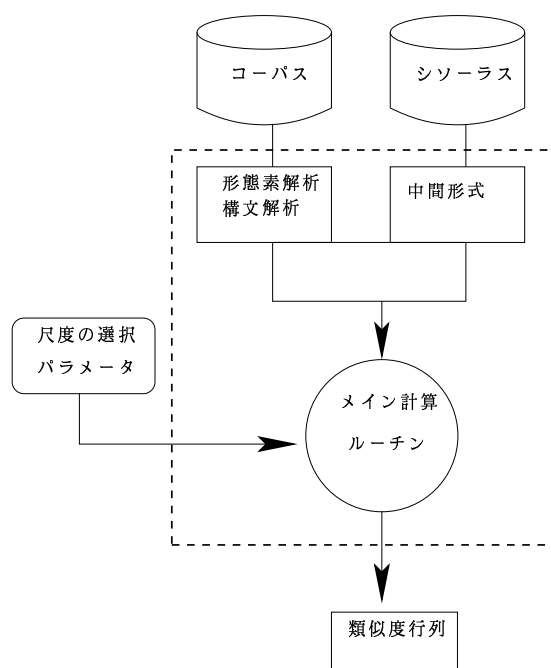 コーパス
シソーラス
形態素解析
構文解析
中間形式
尺度の選択
パラメータ
メイン計算
ルーチン
類似度行列